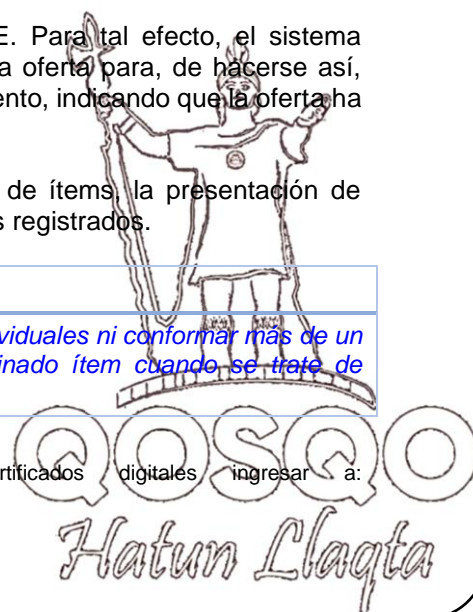 E. Para tal efecto, el sistema
a oferta para, de hacerse así,
ento, indicando que la oferta ha
de ítems, la presentación de
s registrados.
viduales ni conformar más de un
inado ítem cuando se trate de
rtificados digitales ingresar a:
QOSQO
Hatun Llaqta